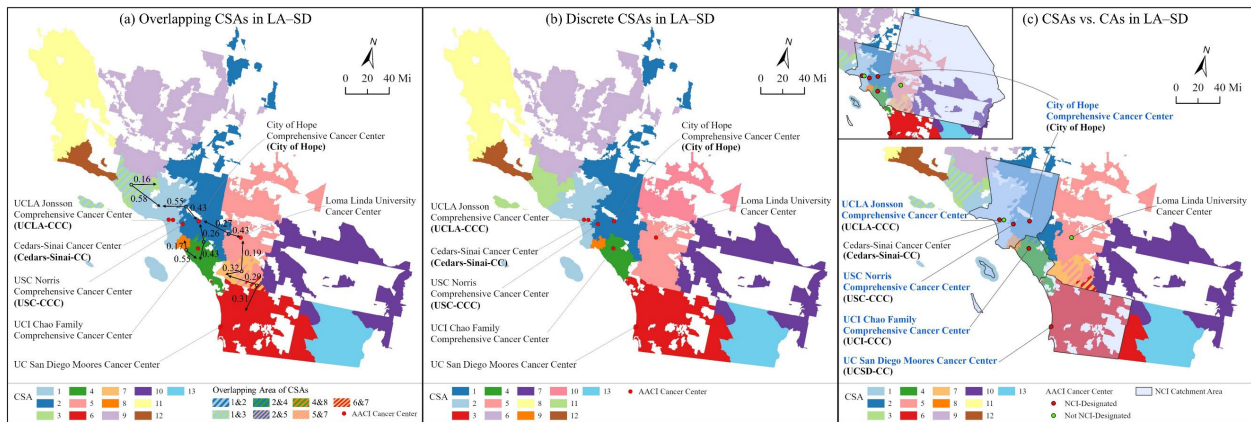 (a) Overlapping CSAs in LA–SD
N
0 20 40 Mi
City of Hope
Comprehensive Cancer Center
(City of Hope)
0.16
0.58
0.55
0.43
0.27
0.43
0.26
0.17
0.55
0.43
0.19
0.32
0.29
0.31
UCLA Jonsson
Comprehensive Cancer Center
(UCLA-CCC)
Loma Linda University
Cancer Center
Cedars-Sinai Cancer Center
(Cedars-Sinai-CC)
USC Norris
Comprehensive Cancer Center
(USC-CCC)
UCI Chao Family
Comprehensive Cancer Center
UC San Diego Moores Cancer Center
CSA
1 4 7 10 13
2 5 8 11
3 6 9 12
Overlapping Area of CSAs
1&2 2&4 4&8 6&7
1&3 2&5 5&7 AACI Cancer Center
(b) Discrete CSAs in LA–SD
N
0 20 40 Mi
City of Hope
Comprehensive Cancer Center
(City of Hope)
UCLA Jonsson
Comprehensive Cancer Center
(UCLA-CCC)
Loma Linda University
Cancer Center
Cedars-Sinai Cancer Center
(Cedars-Sinai-CC)
USC Norris
Comprehensive Cancer Center
(USC-CCC)
UCI Chao Family
Comprehensive Cancer Center
UC San Diego Moores Cancer Center
CSA
1 4 7 10 13
2 5 8 11
3 6 9 12
AACI Cancer Center
(c) CSAs vs. CAs in LA–SD
N
0 20 40 Mi
City of Hope
Comprehensive Cancer Center
(City of Hope)
UCLA Jonsson
Comprehensive Cancer Center
(UCLA-CCC)
Loma Linda University
Cancer Center
Cedars-Sinai Cancer Center
(Cedars-Sinai-CC)
USC Norris
Comprehensive Cancer Center
(USC-CCC)
UCI Chao Family
Comprehensive Cancer Center
(UCI-CCC)
UC San Diego Moores Cancer Center
(UCSD-CC)
CSA
1 4 7 10 13
2 5 8 11
3 6 9 12
AACI Cancer Center
NCI-Designated
Not NCI-Designated
NCI Catchment Area